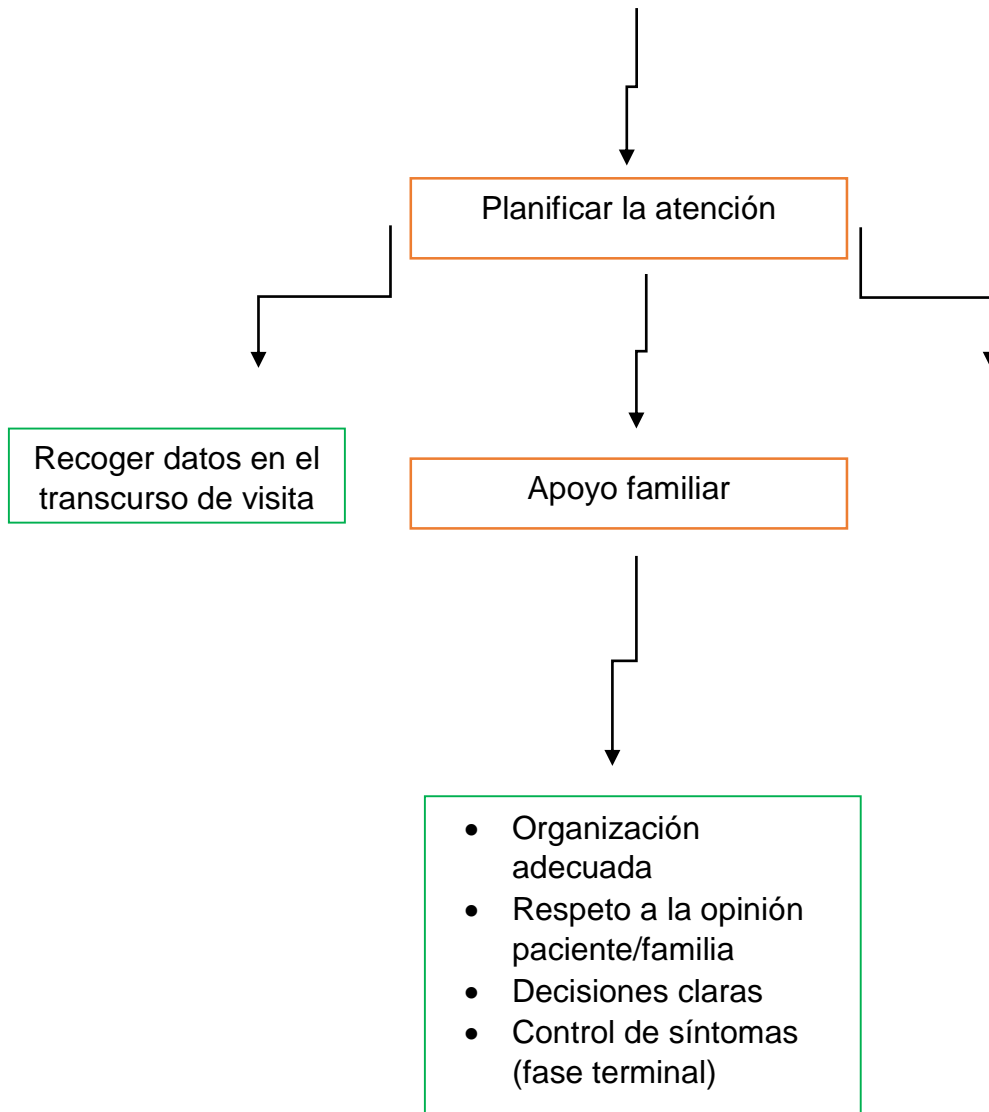 Planificar la atención
Recoger datos en el
transcurso de visita
Apoyo familiar
• Organización
adecuada
• Respeto a la opinión
paciente/familia
• Decisiones claras
• Control de síntomas
(fase terminal)